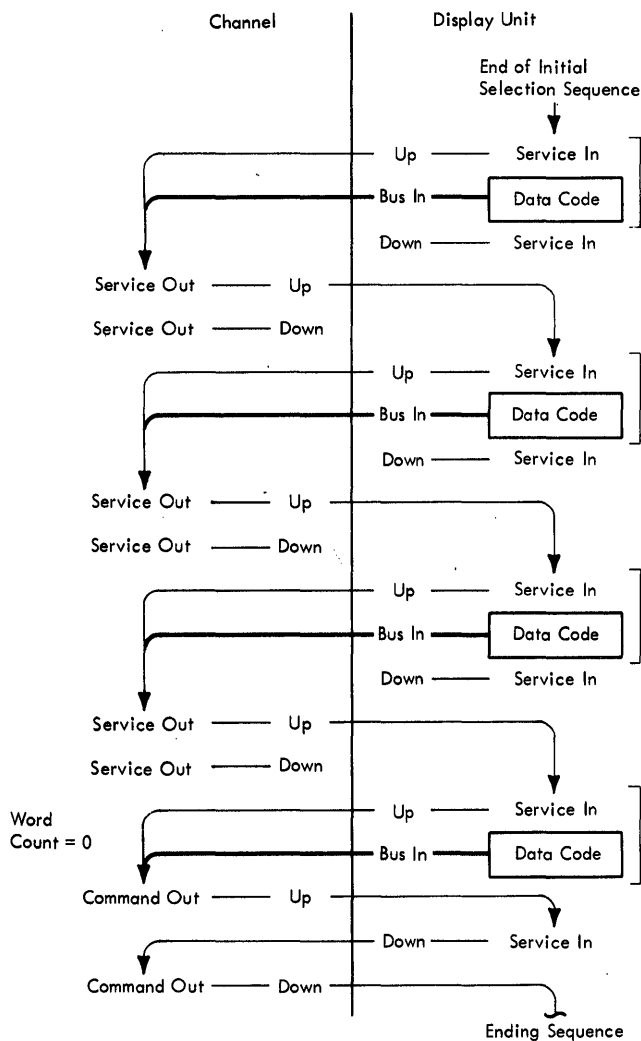 Channel Display Unit
End of Initial
Selection Sequence
Up Service In
Bus In Data Code
Down Service In
Service Out Up
Service Out Down
Up Service In
Bus In Data Code
Down Service In
Service Out Up
Service Out Down
Up Service In
Bus In Data Code
Down Service In
Service Out Up
Service Out Down
Word
Count = 0
Up Service In
Bus In Data Code
Command Out Up
Down Service In
Command Out Down
Ending Sequence